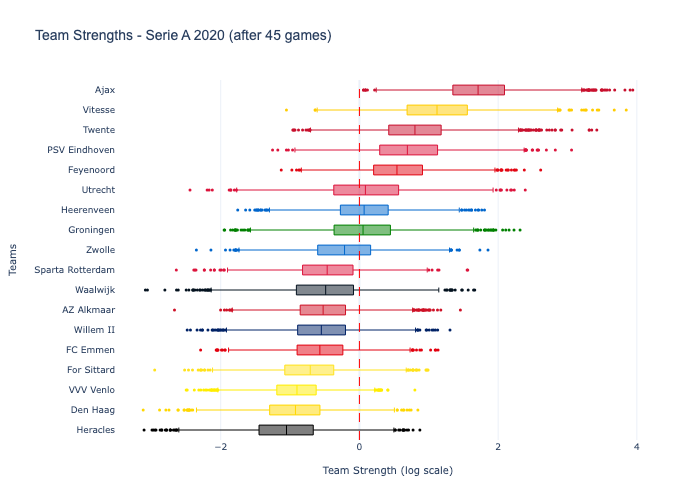 Team Strengths - Serie A 2020 (after 45 games)
Ajax
Vitesse
Twente
PSV Eindhoven
Feyenoord
Utrecht
Heerenveen
Groningen
Zwolle
Sparta Rotterdam
Waalwijk
AZ Alkmaar
Willem II
FC Emmen
For Sittard
VVV Venlo
Den Haag
Heracles
Teams
−2
0
2
4
Team Strength (log scale)